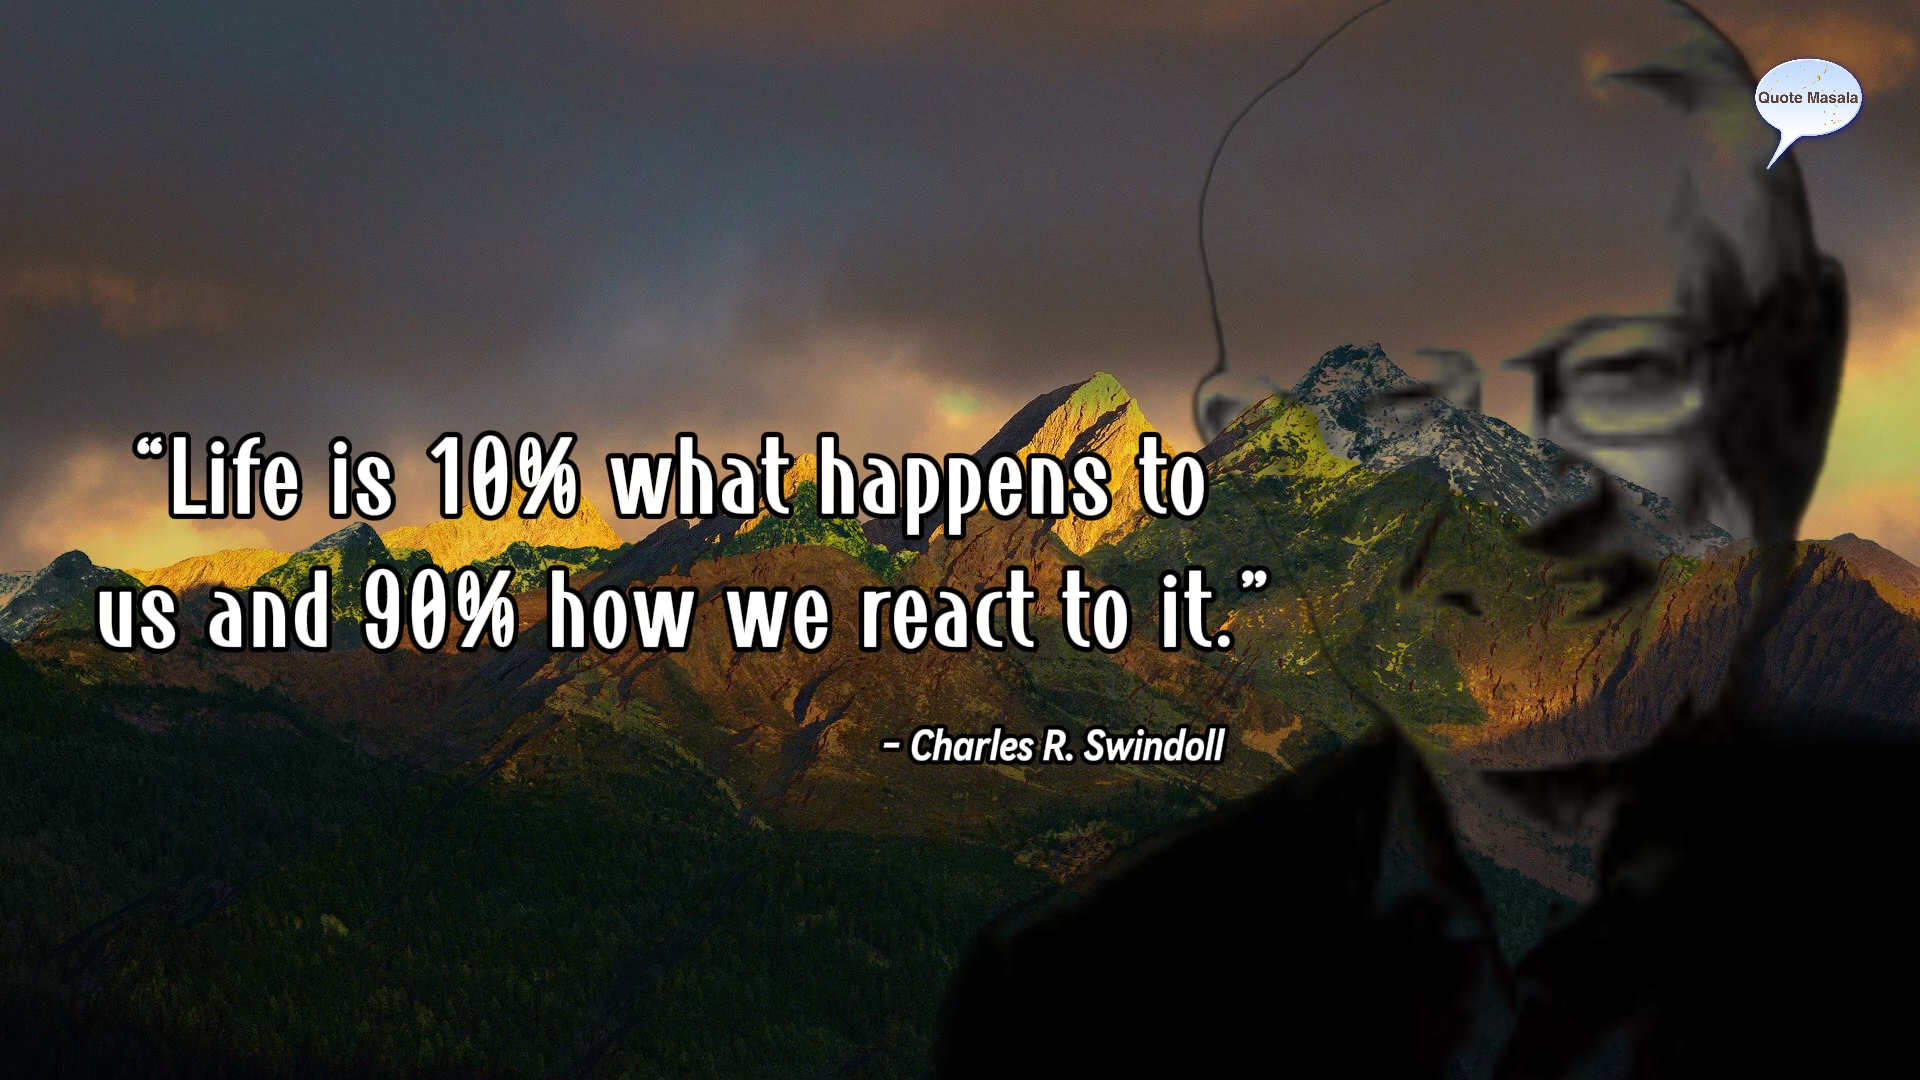 Quote Masala
“Life is 10% what happens to
us and 90% how we react to it.”
- Charles R. Swindoll